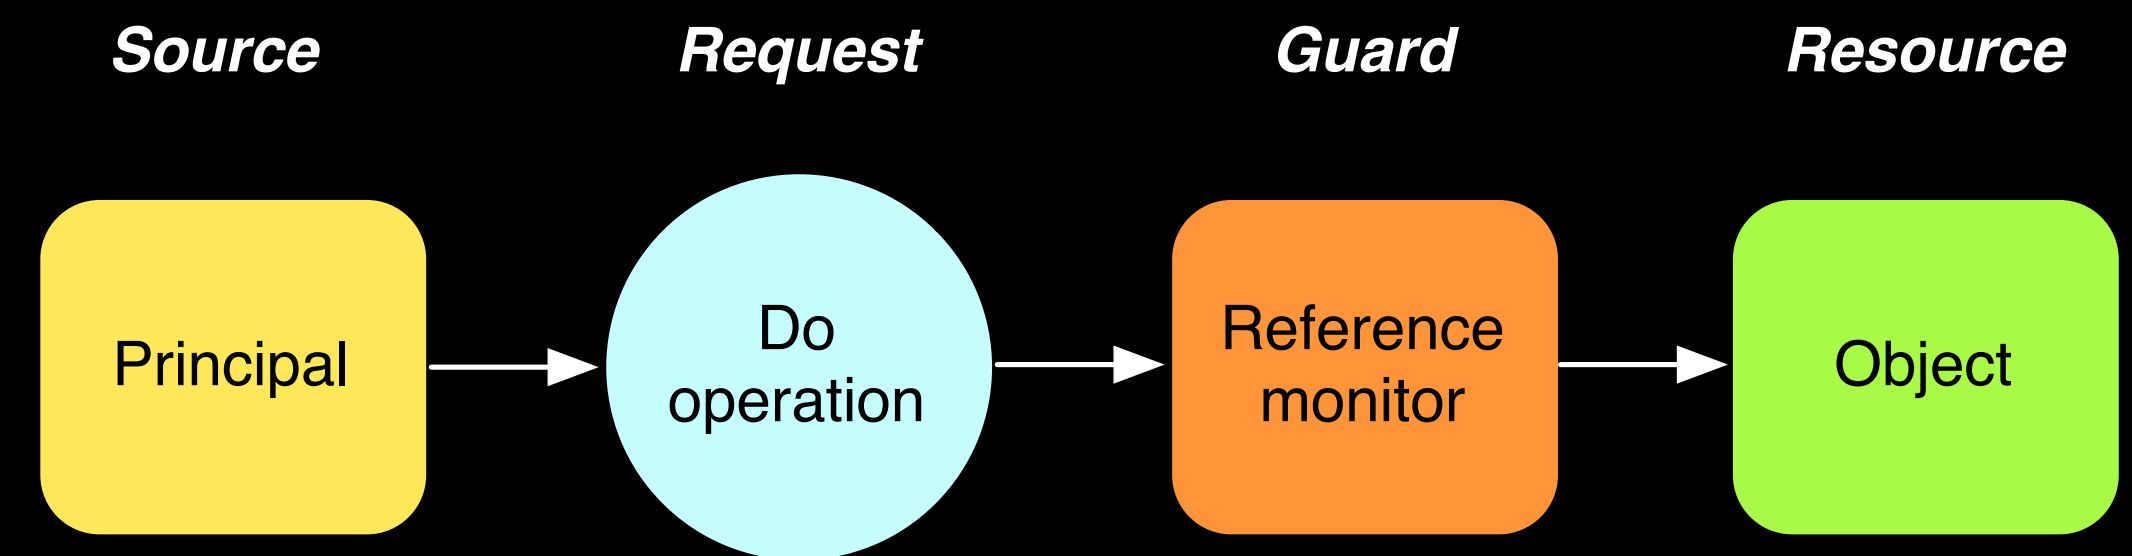 Source
Request
Guard
Resource
Principal
Do
operation
Reference
monitor
Object